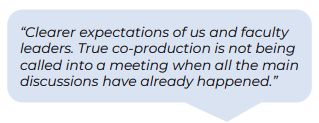 “Clearer expectations of us and faculty
leaders. True co-production is not being
called into a meeting when all the main
discussions have already happened.”